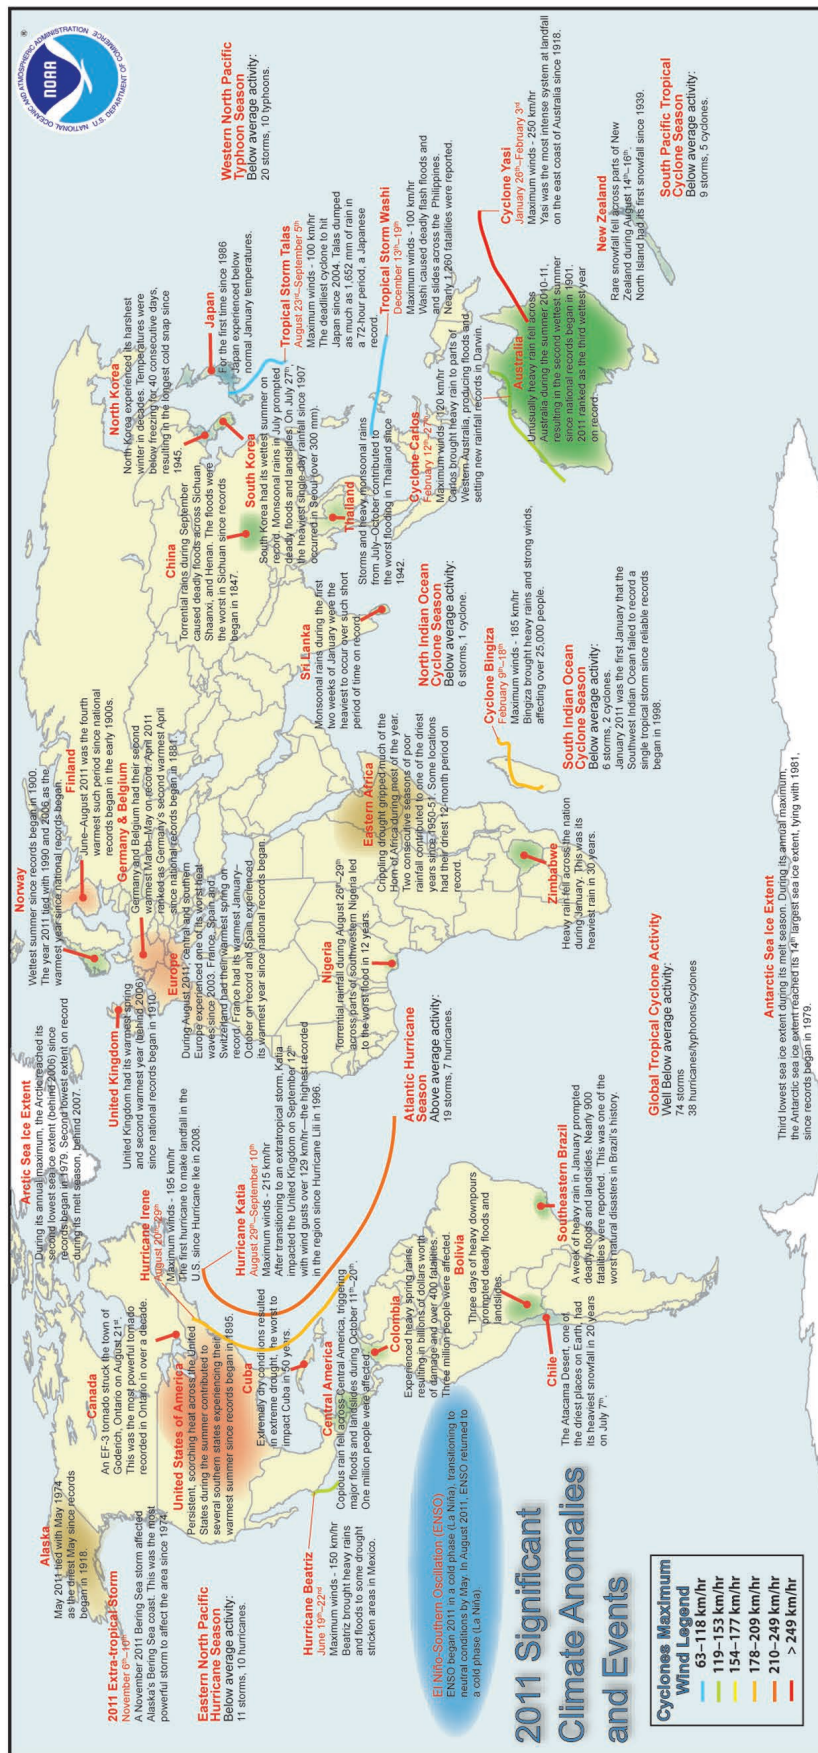 NATIONAL OCEANIC AND ATMOSPHERIC ADMINISTRATION
U.S. DEPARTMENT OF COMMERCE
NOAA
®
Alaska
May 2011 tied with May 1974
as the driest May since records
began in 1918.
2011 Extra-tropical Storm
November 6th–10th
A November 2011 Bering Sea storm affected
Alaska's Bering Sea coast. This was the most
powerful storm to affect the area since 1974.
Eastern North Pacific
Hurricane Season
Below average activity:
11 storms, 10 hurricanes.
Canada
An EF-3 tornado struck the town of
Goderich, Ontario on August 21st.
This was the most powerful tornado
recorded in Ontario in over a decade.
United States of America
Persistent, scorching heat across the United
States during the summer contributed to
several southern states experiencing their
warmest summer since records began in 1895.
Cuba
Extremely dry conditions resulted
in extreme drought, the worst to
impact Cuba in 50 years.
Hurricane Beatriz
June 19th–22nd
Maximum winds - 150 km/hr
Beatriz brought heavy rains
and floods to some drought
stricken areas in Mexico.
Central America
Copious rain fell across Central America, triggering
major floods and landslides during October 11th–20th.
One million people were affected.
Colombia
Experienced heavy spring rains,
resulting in billions of dollars worth
of damage and over 400 fatalities.
Three million people were affected.
Bolivia
Three days of heavy downpours
prompted deadly floods and
landslides.
Chile
The Atacama Desert, one of
the driest places on Earth, had
its heaviest snowfall in 20 years
on July 7th.
Southeastern Brazil
A week of heavy rain in January prompted
deadly floods and landslides. Nearly 900
fatalities were reported. This was one of the
worst natural disasters in Brazil's history.
El Niño-Southern Oscillation (ENSO)
ENSO began 2011 in a cold phase (La Niña), transitioning to
neutral conditions by May. In August 2011, ENSO returned to
a cold phase (La Niña).
Arctic Sea Ice Extent
During its annual maximum, the Arctic reached its
second lowest sea ice extent (behind 2006) since
records began in 1979. Second lowest extent on record
during its melt season, behind 2007.
Hurricane Irene
August 20th–29th
Maximum winds - 195 km/hr
The first hurricane to make landfall in the
U.S. since Hurricane Ike in 2008.
Hurricane Katia
August 29th–September 10th
Maximum winds - 215 km/hr
After transitioning to an extratropical storm, Katia
impacted the United Kingdom on September 12th
with wind gusts over 129 km/hr—the highest recorded
in the region since Hurricane Lili in 1996.
Atlantic Hurricane
Season
Above average activity:
19 storms, 7 hurricanes.
United Kingdom
United Kingdom had its warmest spring
and second warmest year (behind 2006)
since national records began in 1910.
Norway
Wettest summer since records began in 1900.
The year 2011 tied with 1990 and 2006 as the
warmest year since national records began.
Finland
June–August 2011 was the fourth
warmest such period since national
records began in the early 1900s.
Germany & Belgium
Germany and Belgium had their second
warmest March–May on record. April 2011
ranked as Germany's second warmest April
since national records began in 1881.
Europe
During August 2011, central and southern
Europe experienced one of its worst heat
waves since 2003. France, Spain, and
Switzerland had their warmest spring on
record. France had its warmest January–
October on record and Spain experienced
its warmest year since national records began.
Nigeria
Torrential rainfall during August 26th–29th
across parts of southwestern Nigeria led
to the worst flood in 12 years.
Eastern Africa
Crippling drought gripped much of the
Horn of Africa during most of the year.
Two consecutive seasons of poor
rainfall contributed to one of the driest
years since 1950-51. Some locations
had their driest 12-month period on
record.
Zimbabwe
Heavy rain fell across the nation
during January. This was its
heaviest rain in 30 years.
Cyclone Bingiza
February 9th–18th
Maximum winds - 185 km/hr
Bingiza brought heavy rains and strong winds,
affecting over 25,000 people.
South Indian Ocean
Cyclone Season
Below average activity:
6 storms, 2 cyclones.
January 2011 was the first January that the
Southwest Indian Ocean failed to record a
single tropical storm since reliable records
began in 1998.
North Indian Ocean
Cyclone Season
Below average activity:
6 storms, 1 cyclone.
Sri Lanka
Monsoonal rains during the first
two weeks of January were the
heaviest to occur over such short
period of time on record.
China
Torrential rains during September
caused deadly floods across Sichuan,
Shaanxi, and Henan. The floods were
the worst in Sichuan since records
began in 1847.
North Korea
North Korea experienced its harshest
winter in decades. Temperatures were
below freezing for 40 consecutive days,
resulting in the longest cold snap since
1945.
South Korea
South Korea had its wettest summer on
record. Monsoonal rains in July prompted
deadly floods and landslides. On July 27th,
the heaviest single-day rainfall since 1907
occurred in Seoul (over 300 mm).
Japan
For the first time since 1986
Japan experienced below
normal January temperatures.
Thailand
Storms and heavy monsoonal rains
from July–October contributed to
the worst flooding in Thailand since
1942.
Tropical Storm Talas
August 23rd–September 5th
Maximum winds - 100 km/hr
The deadliest cyclone to hit
Japan since 2004. Talas dumped
as much as 1,652 mm of rain in
a 72-hour period, a Japanese
record.
Tropical Storm Washi
December 13th–19th
Maximum winds - 100 km/hr
Washi caused deadly flash floods and
and slides across the Philippines.
Nearly 1,260 fatalities were reported.
Western North Pacific
Typhoon Season
Below average activity:
20 storms, 10 typhoons.
Cyclone Carlos
February 12th–27th
Maximum winds - 120 km/hr
Carlos brought heavy rain to parts of
Western Australia, producing floods and
setting new rainfall records in Darwin.
Australia
Unusually heavy rain fell across
Australia during the summer 2010-11,
resulting in the second wettest summer
since national records began in 1901.
2011 ranked as the third wettest year
on record.
Cyclone Yasi
January 26th–February 3rd
Maximum winds - 250 km/hr
Yasi was the most intense system at landfall
on the east coast of Australia since 1918.
New Zealand
Rare snowfall fell across parts of New
Zealand during August 14th–16th.
North Island had its first snowfall since 1939.
South Pacific Tropical
Cyclone Season
Below average activity:
9 storms, 5 cyclones.
Global Tropical Cyclone Activity
Well Below average activity:
74 storms
38 hurricanes/typhoons/cyclones
Antarctic Sea Ice Extent
Third lowest sea ice extent during its melt season. During its annual maximum,
the Antarctic sea ice extent reached its 14th largest sea ice extent, tying with 1981,
since records began in 1979.
2011 Significant
Climate Anomalies
and Events
Cyclones Maximum
Wind Legend
63–118 km/hr
119–153 km/hr
154–177 km/hr
178–209 km/hr
210–249 km/hr
> 249 km/hr